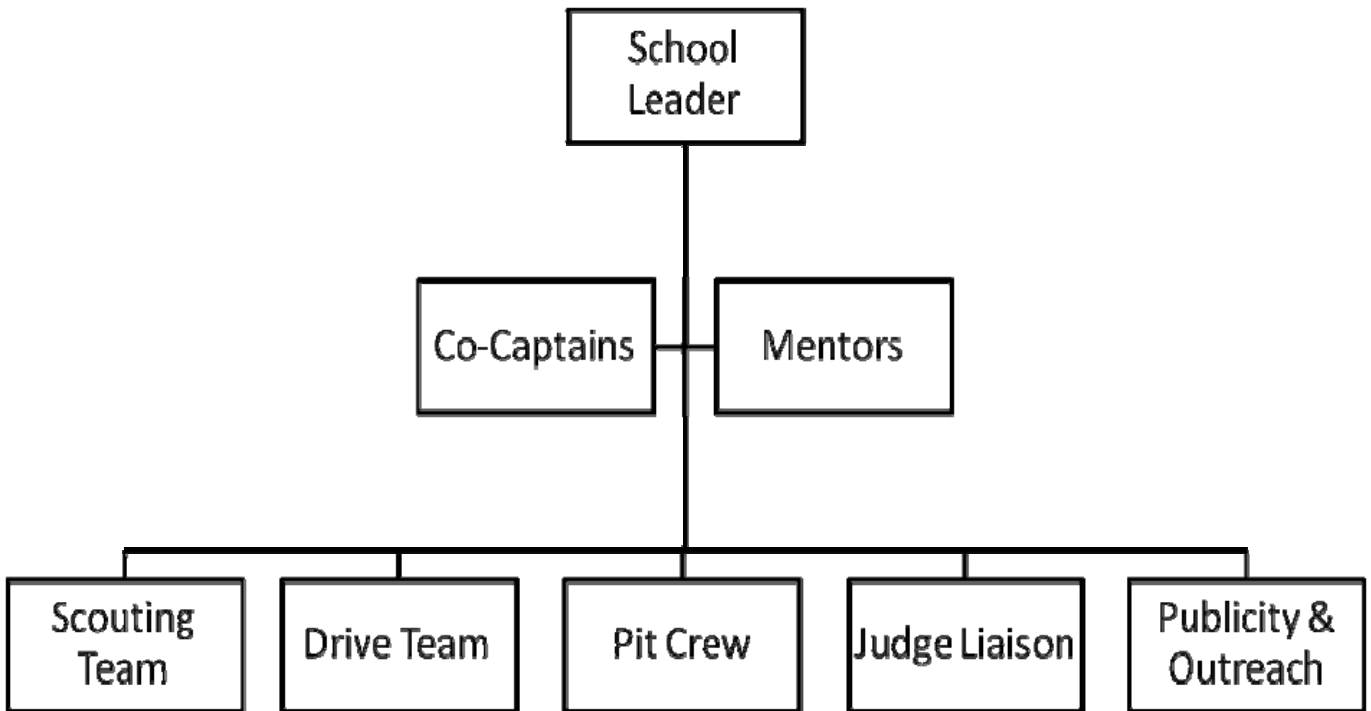 School
Leader
Co-Captains
Mentors
Scouting
Team
Drive Team
Pit Crew
Judge Liaison
Publicity &
Outreach